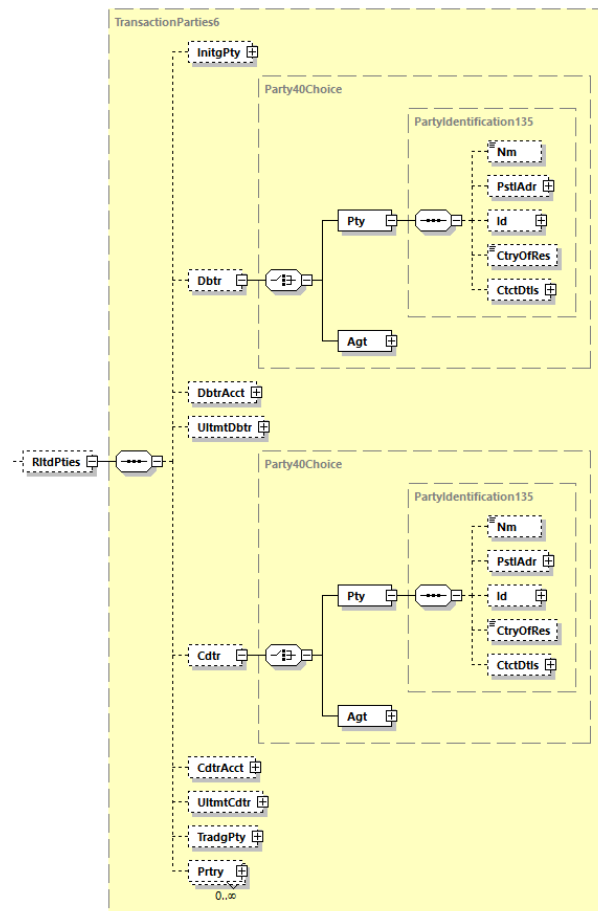 TransactionParties6
InitgPty
Party40Choice
PartyIdentification135
Nm
PstlAdr
Pty
Id
CtryOfRes
Dbtr
CtctDtls
Agt
DbtrAcct
UltmtDbtr
RltdPties
Party40Choice
PartyIdentification135
Nm
PstlAdr
Pty
Id
CtryOfRes
Cdtr
CtctDtls
Agt
CdtrAcct
UltmtCdtr
TradgPty
Prtry
0..∞